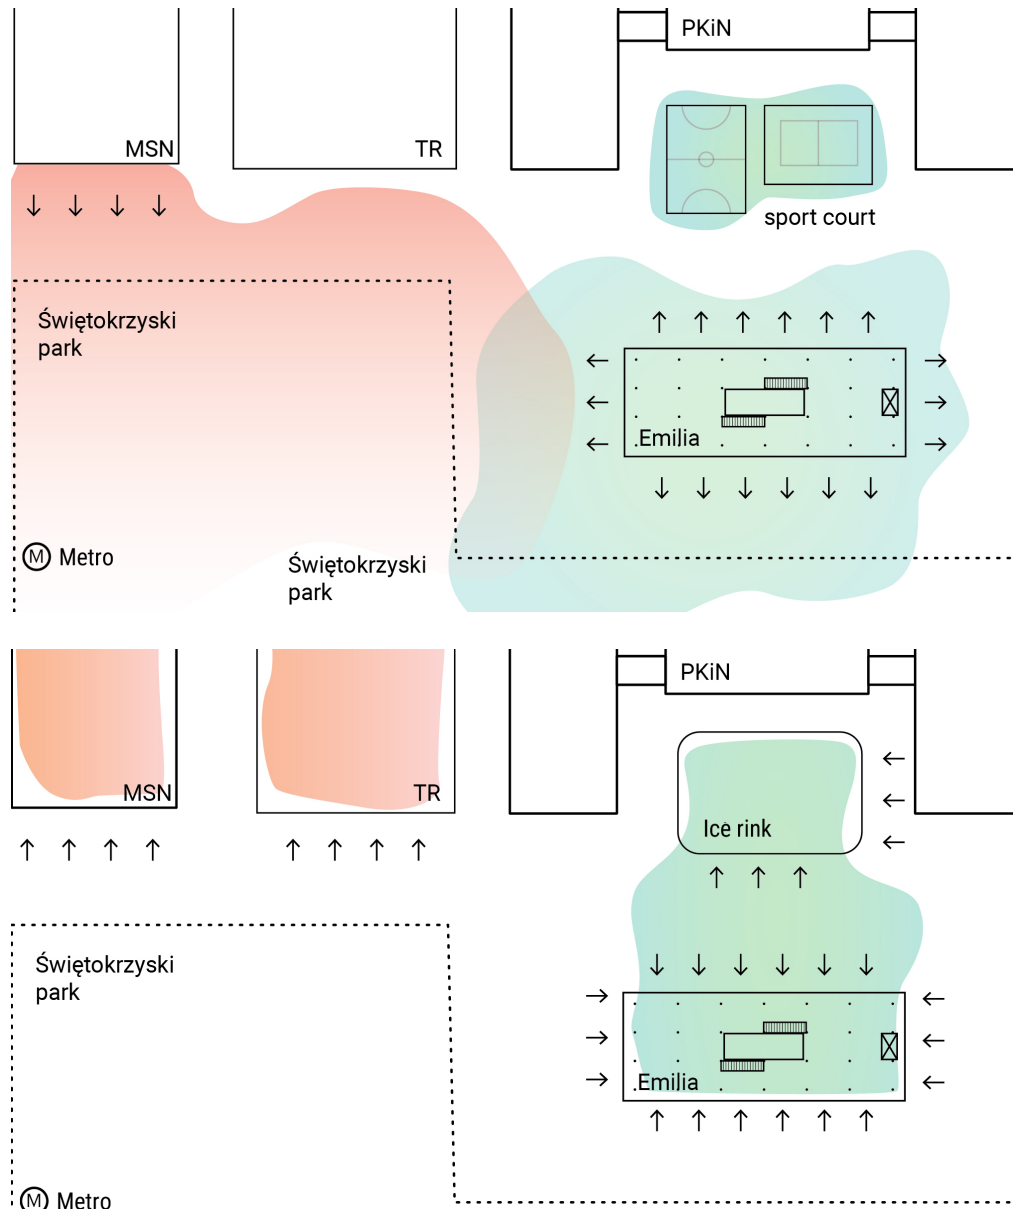 PKiN
MSN
TR
sport court
Świętokrzyski
park
Emilia
M Metro
Świętokrzyski
park
PKiN
MSN
TR
Ice rink
Świętokrzyski
park
Emilia
M Metro